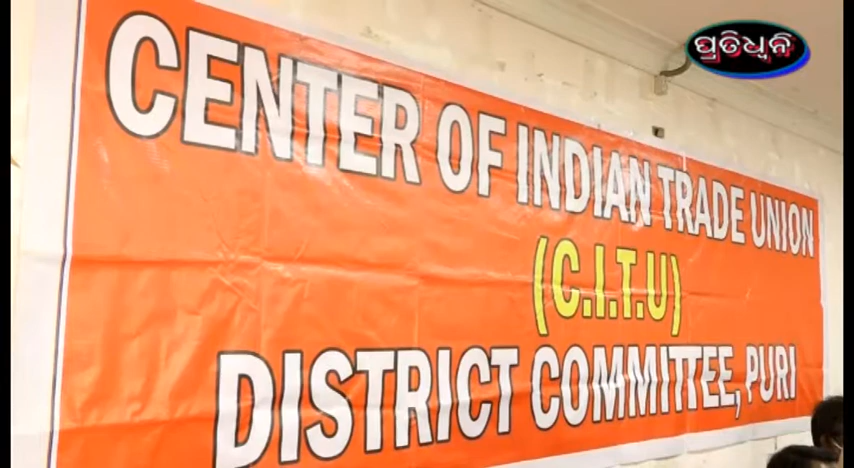 ପ୍ରତିଧ୍ୱନି
CENTER OF INDIAN TRADE UNION
(C.I.T.U)
DISTRICT COMMITTEE, PURI